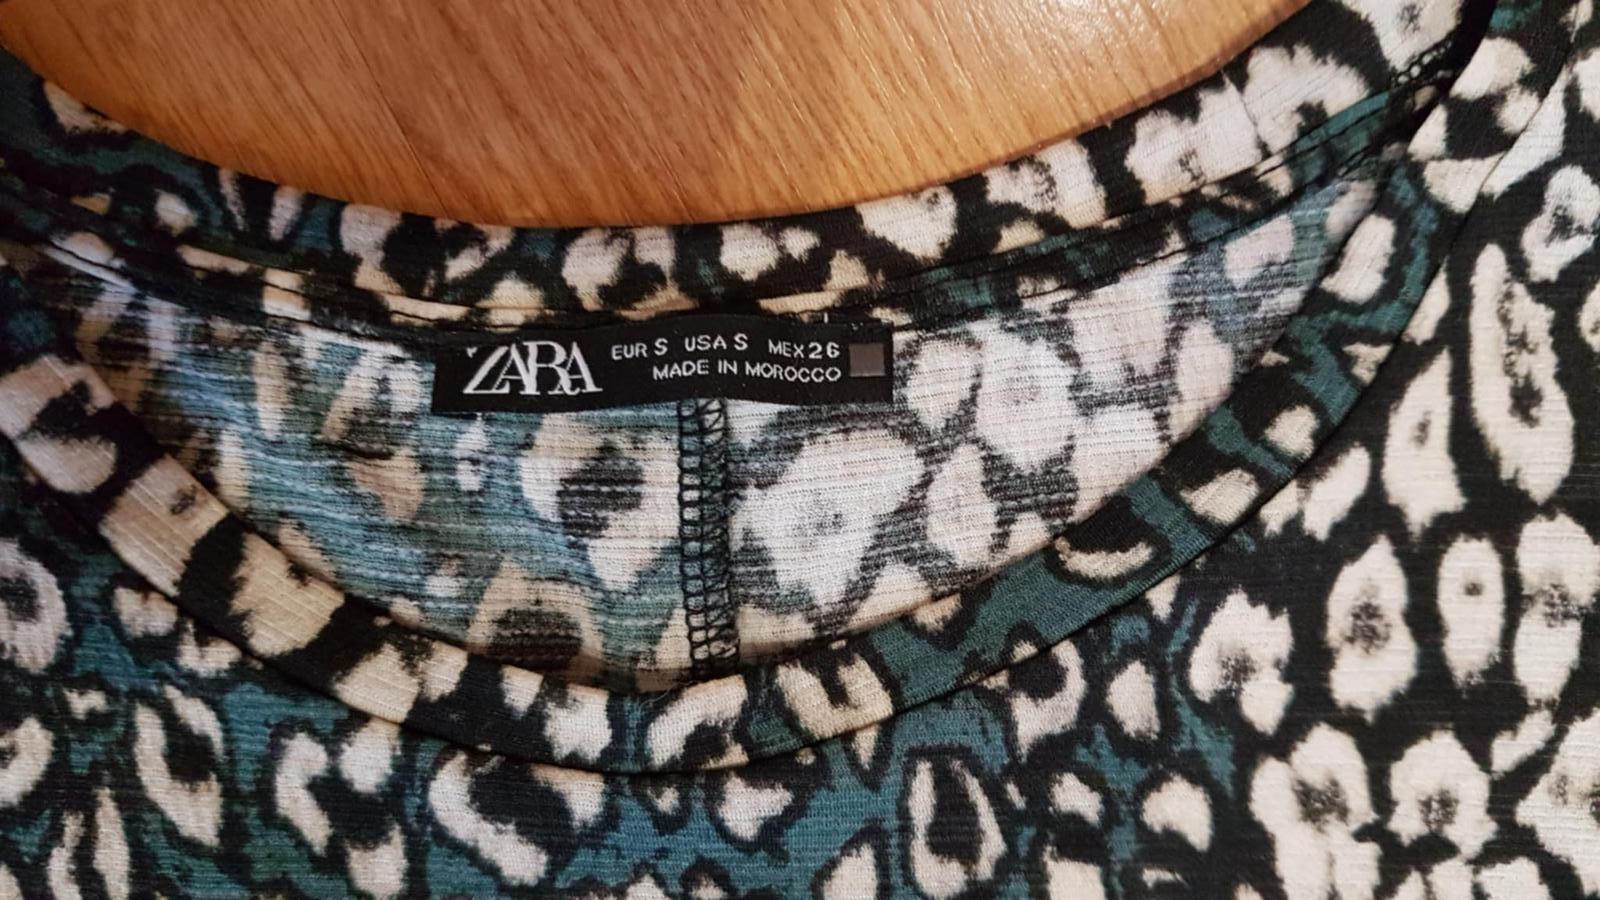 ZARA
EUR S USA S MEX 26
MADE IN MOROCCO